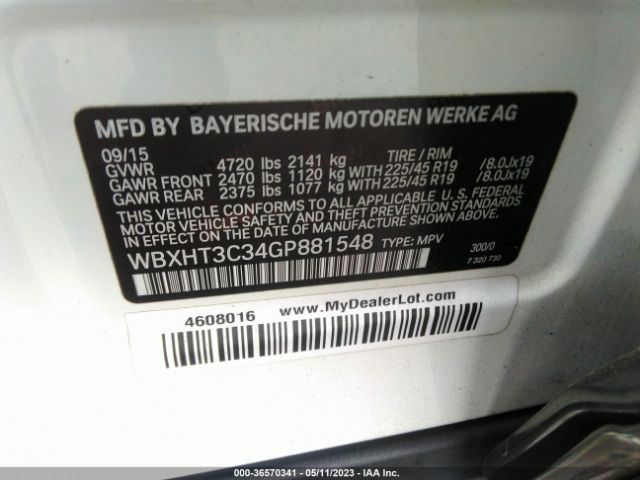 MFD BY BAYERISCHE MOTOREN WERKE AG
09/15
GVWR 4720 lbs 2141 kg TIRE / RIM
GAWR FRONT 2470 lbs 1120 kg WITH 225/45 R19 /8.0Jx19
GAWR REAR 2375 lbs 1077 kg WITH 225/45 R19 /8.0Jx19
THIS VEHICLE CONFORMS TO ALL APPLICABLE U.S. FEDERAL
MOTOR VEHICLE SAFETY AND THEFT PREVENTION STANDARDS
IN EFFECT ON THE DATE OF MANUFACTURE SHOWN ABOVE.
WBXHT3C34GP881548 TYPE: MPV 300/0
7 320 730
4608016 www.MyDealerLot.com
000-36570341 - 05/11/2023 - IAA Inc.